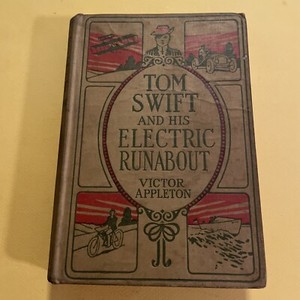 TOM
SWIFT
AND HIS
ELECTRIC
RUNABOUT
VICTOR
APPLETON